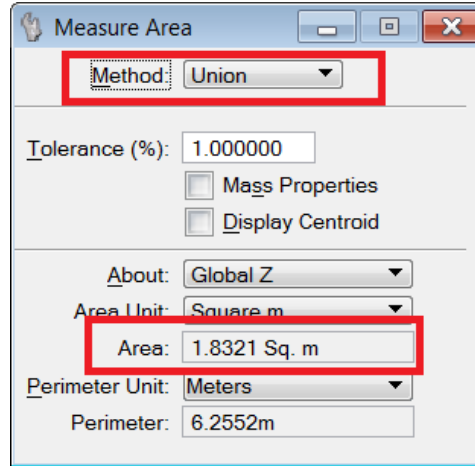 Measure Area
Method: Union
Tolerance (%): 1.000000
Mass Properties
Display Centroid
About: Global Z
Area Unit: Square m
Area: 1.8321 Sq. m
Perimeter Unit: Meters
Perimeter: 6.2552m